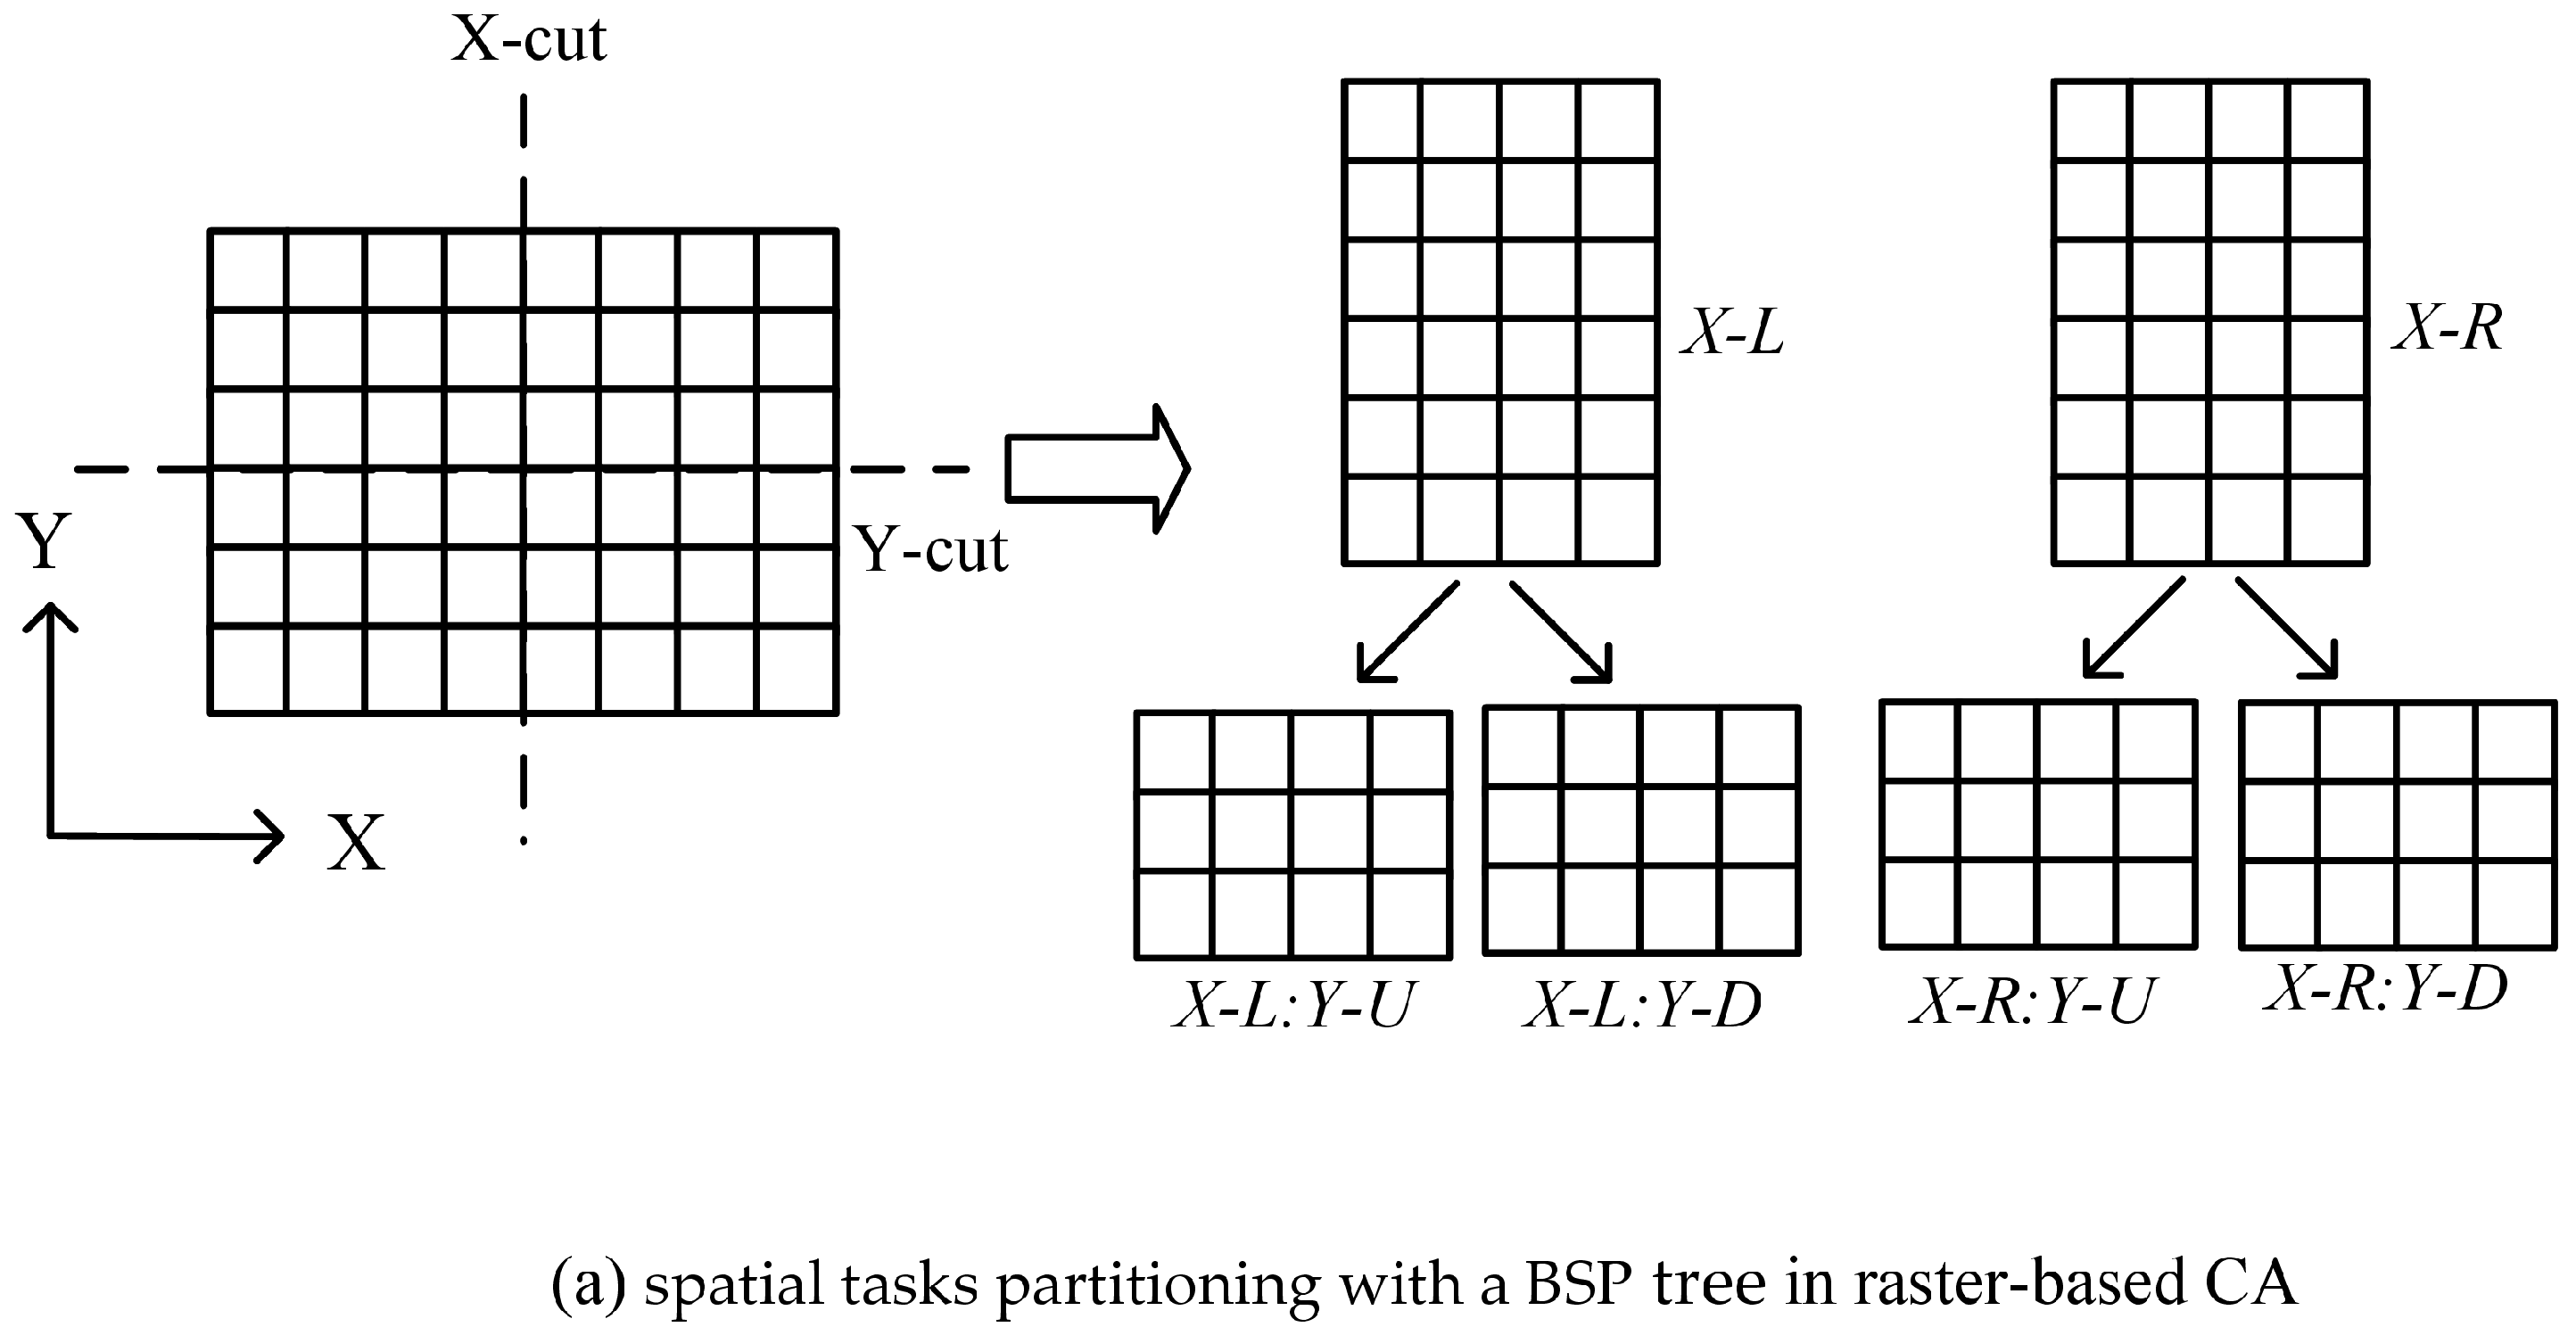 X-cut
X-L
X-R
Y
Y-cut
X
X-L:Y-U
X-L:Y-D
X-R:Y-U
X-R:Y-D
(a) spatial tasks partitioning with a BSP tree in raster-based CA